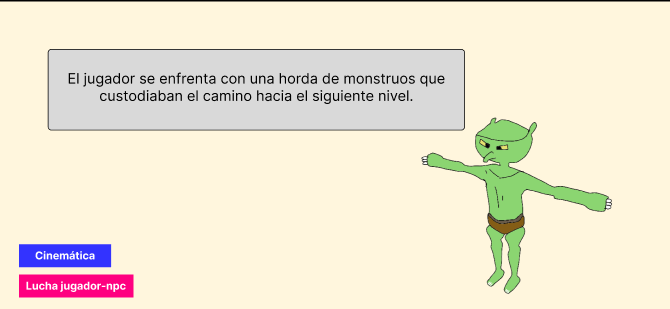 El jugador se enfrenta con una horda de monstruos que
custodiaban el camino hacia el siguiente nivel.
Cinemática
Lucha jugador-npc